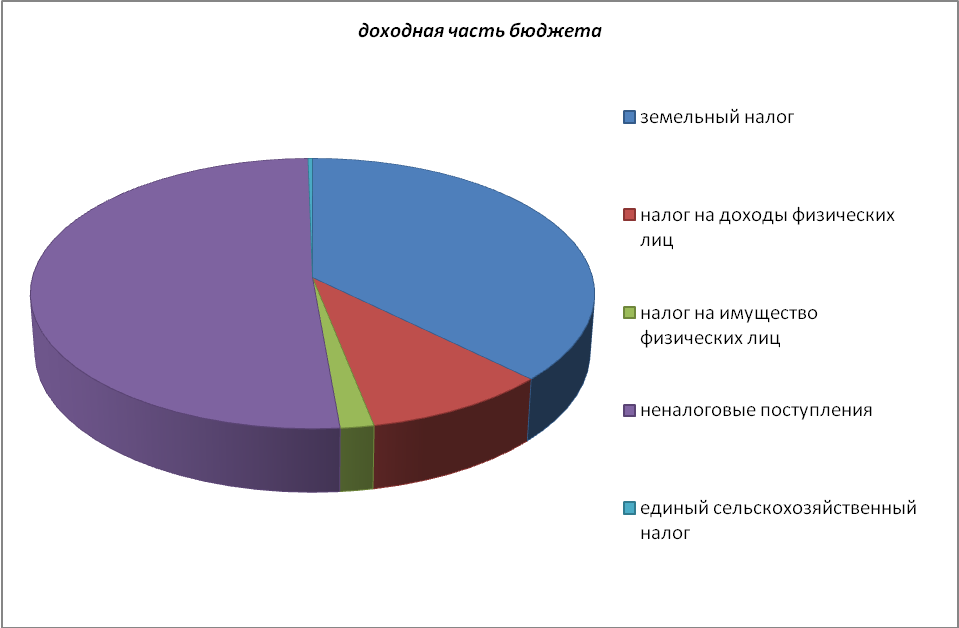 доходная часть бюджета
земельный налог
налог на доходы физических
лиц
налог на имущество
физических лиц
неналоговые поступления
единый сельскохозяйственный
налог